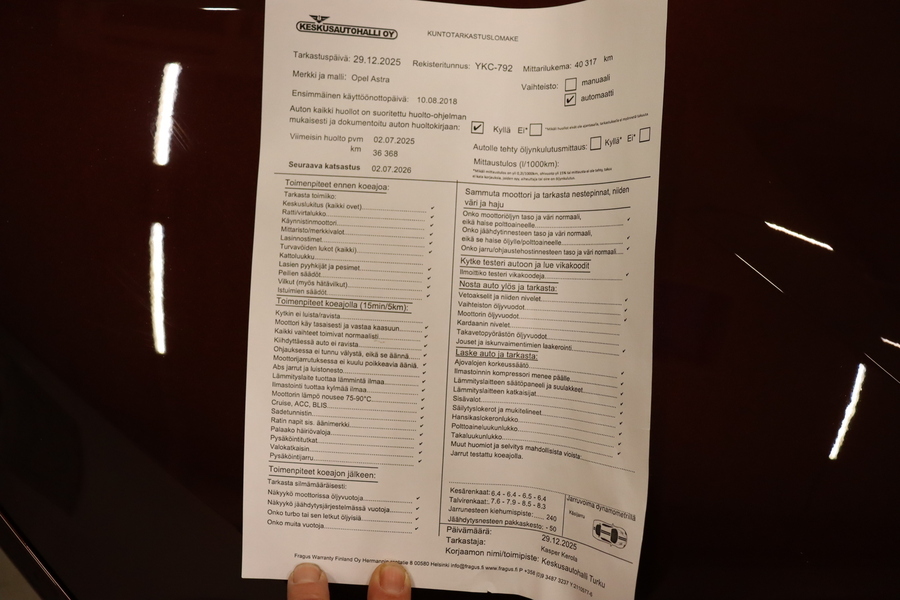 KESKUSAUTOHALLI OY
KUNTOTARKASTUSLOMAKE
Tarkastuspäivä: 29.12.2025 Rekisteritunnus: YKC-792 Mittarilukema: 40 317 km
Merkki ja malli: Opel Astra
Vaihteisto: manuaali
automaatti
Ensimmäinen käyttöönottopäivä: 10.08.2018
Auton kaikki huollot on suoritettu huolto-ohjelman
mukaisesti ja dokumentoitu auton huoltokirjaan: Kyllä Ei*
Viimeisin huolto pvm 02.07.2025
km 36 368
Autolle tehty öljynkulutusmittaus: Kyllä* Ei*
Mittaustulos (l/1000km):
Seuraava katsastus 02.07.2026
Toimenpiteet ennen koeajoa:
Tarkasta toimiiko:
Keskuslukitus (kaikki ovet)
Rattivirtalukko
Käynnistinmoottori
Mittaristo/merkkivalot
Lasinnostimet
Turvavöiden lukot (kaikki)
Kattoluukku
Lasien pyyhkijät ja pesimet
Peilien säädöt
Vilkut (myös hätävilkut)
Istuimien säädöt
Toimenpiteet koeajolla (15min/5km):
Kytkin ei luista/ravista
Moottori käy tasaisesti ja vastaa kaasuun
Kaikki vaihteet toimivat normaalisti
Kiihdyttäessä auto ei ravista
Ohjauksessa ei tunnu välystä, eikä se äännä
Moottorijarrutuksessa ei kuulu poikkeavia ääniä
Abs jarrut ja luistonesto
Lämmityslaite tuottaa lämmintä ilmaa
Ilmastointi tuottaa kylmää ilmaa
Moottorin lämpö nousee 75-90°C
Cruise, ACC, BLIS
Sadetunnistin
Ratin napit sis. äänimerkki
Palaako häiriövaloja
Pysäköintitutkat
Valokatkaisin
Pysäköintijarru
Toimenpiteet koeajon jälkeen:
Tarkasta silmämääräisesti:
Näkyykö moottorissa öljyvuotoja
Näkyykö jäähdytysjärjestelmässä vuotoja
Onko turbo tai sen letkut öljyisiä
Onko muita vuotoja
Sammuta moottori ja tarkasta nestepinnat, niiden
väri ja haju
Onko moottoriöljyn taso ja väri normaali,
eikä haise polttoaineelle
Onko jäähdytinnesteen taso ja väri normaali,
eikä se haise öljylle/polttoaineelle
Onko jarru/ohjaustehostinnesteen taso ja väri normaali
Kytke testeri autoon ja lue vikakoodit
Ilmoittiko testeri vikakoodeja
Nosta auto ylös ja tarkasta:
Vetoakselit ja niiden nivelet
Vaihteiston öljyvuodot
Moottorin öljyvuodot
Kardaanin nivelet
Takavetopyörästön öljyvuodot
Jouset ja iskunvaimentimien laakerointi
Laske auto ja tarkasta:
Ajovalojen korkeussäätö
Ilmastoinnin kompressori menee päälle
Lämmityslaitteen säätöpaneeli ja suulakkeet
Lämmityslaitteen katkaisijat
Sisävalot
Säilytyslokerot ja mukitelineet
Hansikaslokeronlukko
Polttoaineluukunlukko
Takaluukunlukko
Muut huomiot ja selvitys mahdollisista vioista
Jarrut testattu koeajolla.
Kesärenkaat: 6.4 - 6.4 - 6.5 - 6.4
Talvirenkaat: 7.6 - 7.9 - 8.5 - 8.3
Jarrunesteen kiehumispiste: 240
Jäähdytysnesteen pakkaskesto: -50
Jarruvoima dynamometrillä
Käsijarru
Päivämäärä: 29.12.2025
Tarkastaja: Kasper Kerola
Korjaamon nimi/toimipiste: Keskusautohalli Turku